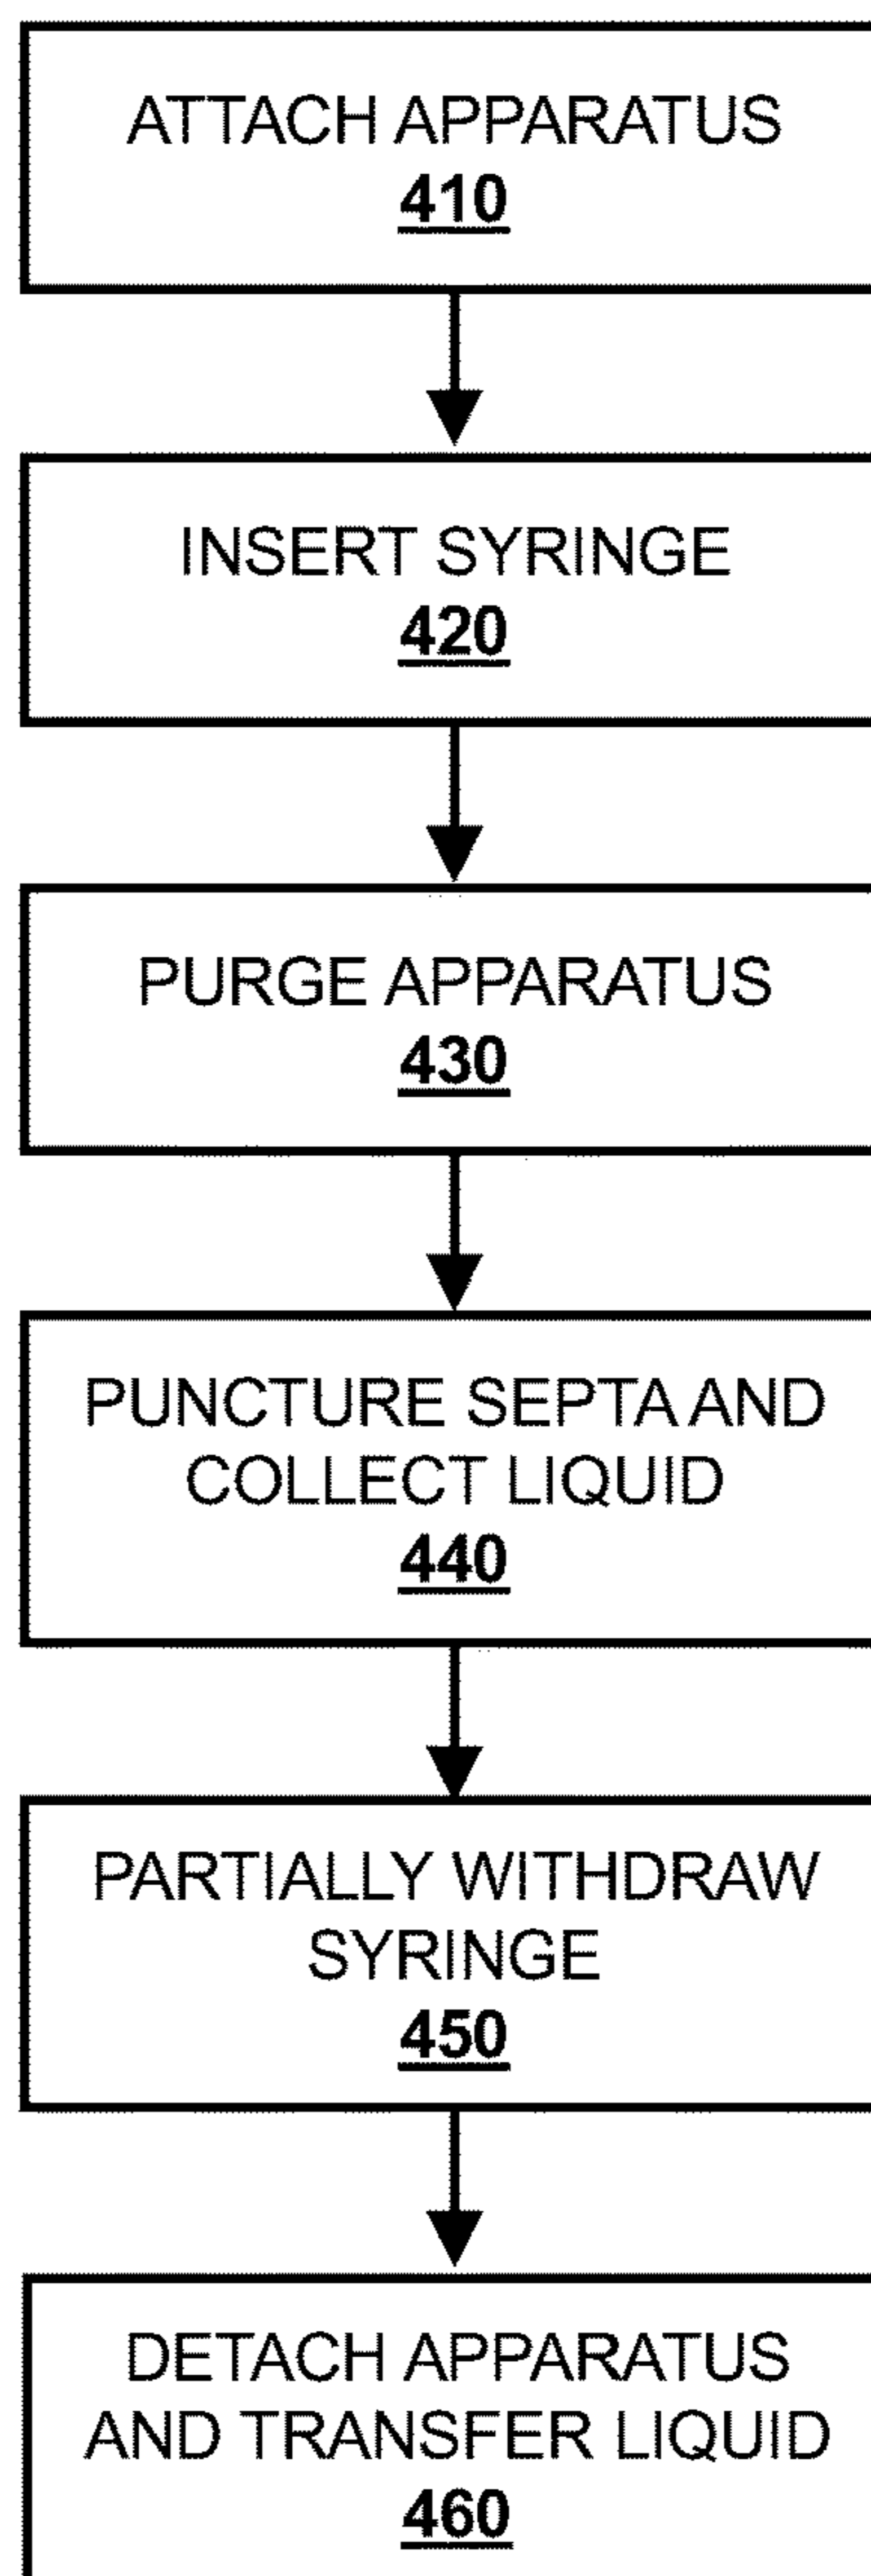 ATTACH APPARATUS
410
INSERT SYRINGE
420
PURGE APPARATUS
430
PUNCTURE SEPTA AND
COLLECT LIQUID
440
PARTIALLY WITHDRAW
SYRINGE
450
DETACH APPARATUS
AND TRANSFER LIQUID
460